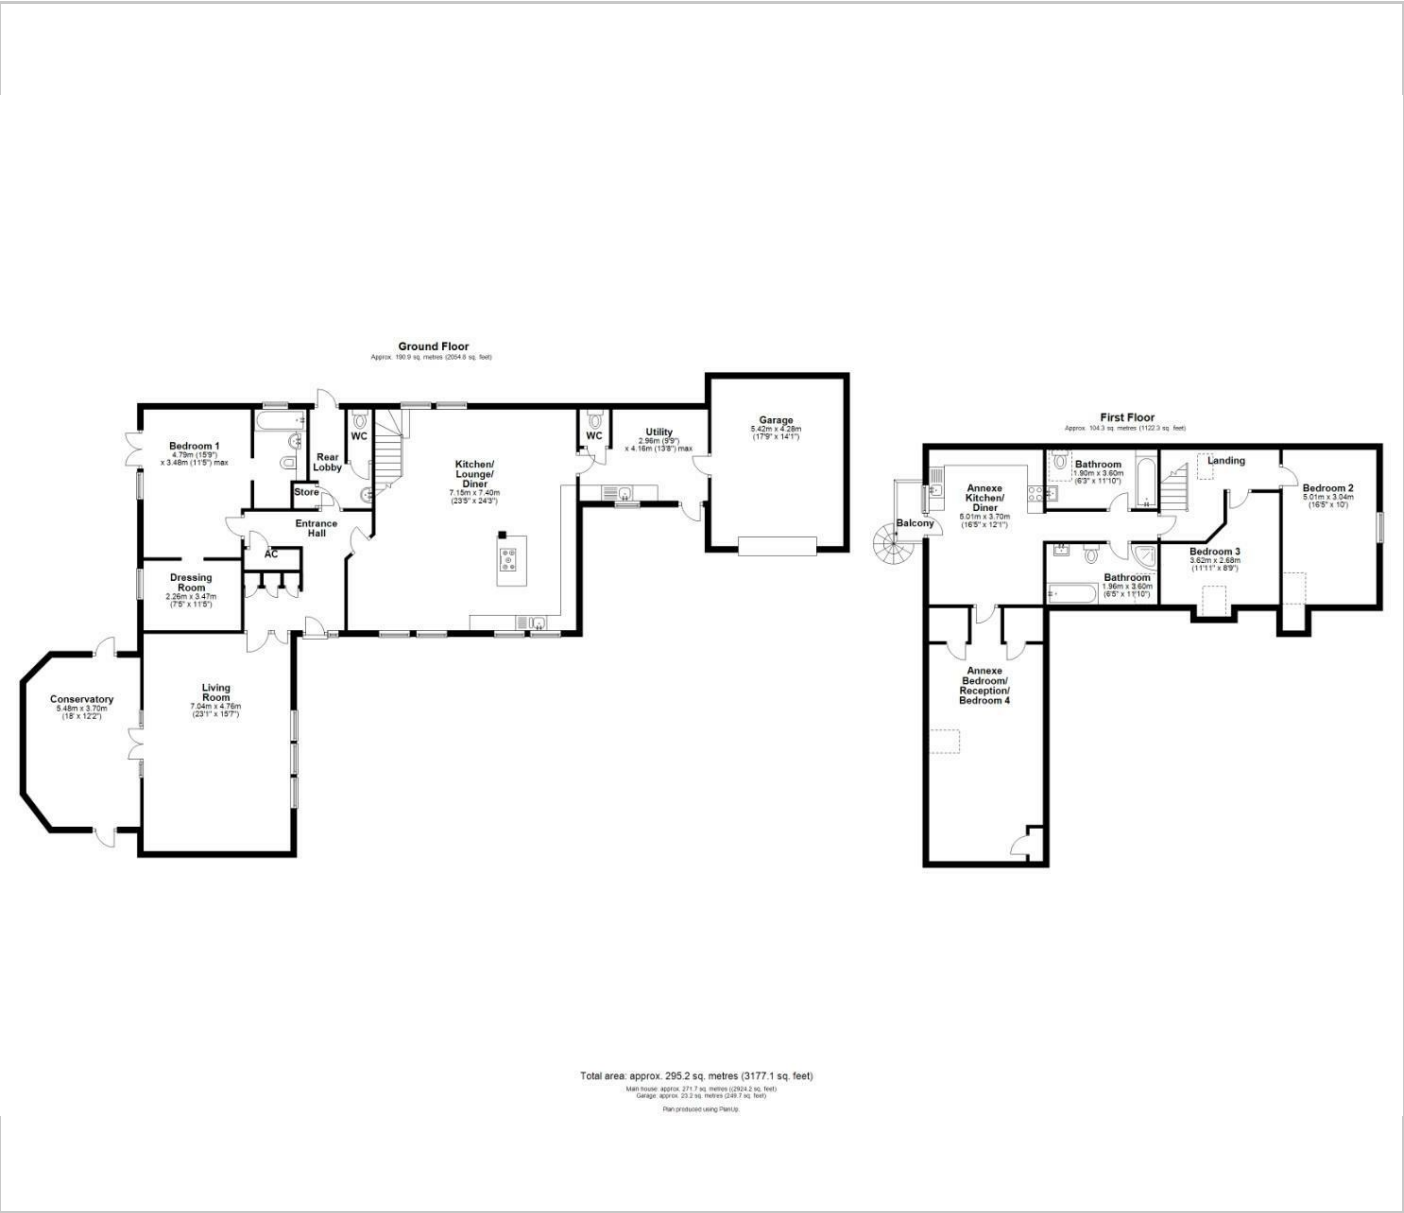 Ground Floor
Approx. 190.9 sq. metres (2054.8 sq. feet)
Bedroom 1
4.79m (15'9")
x 3.48m (11'5") max
WC
Rear
Lobby
Store
Entrance
Hall
AC
Dressing
Room
2.26m x 3.47m
(7'5" x 11'5")
Kitchen/
Lounge/
Diner
7.15m x 7.40m
(23'5" x 24'3")
WC
Utility
2.96m (9'9")
x 4.16m (13'8") max
Garage
5.42m x 4.28m
(17'9" x 14'1")
Conservatory
5.48m x 3.70m
(18' x 12'2")
Living
Room
7.04m x 4.76m
(23'1" x 15'7")
First Floor
Approx. 104.3 sq. metres (1122.3 sq. feet)
Balcony
Annexe
Kitchen/
Diner
5.01m x 3.70m
(16'5" x 12'1")
Bathroom
1.90m x 3.60m
(6'3" x 11'10")
Landing
Bedroom 2
5.01m x 3.04m
(16'5" x 10')
Bedroom 3
3.62m x 2.68m
(11'11" x 8'9")
Bathroom
1.96m x 3.60m
(6'5" x 11'10")
Annexe
Bedroom/
Reception/
Bedroom 4
Total area: approx. 295.2 sq. metres (3177.1 sq. feet)
Main house: approx. 271.7 sq. metres ((2924.2 sq. feet)
Garage: approx. 23.2 sq. metres (249.7 sq. feet)
Plan produced using PlanUp.